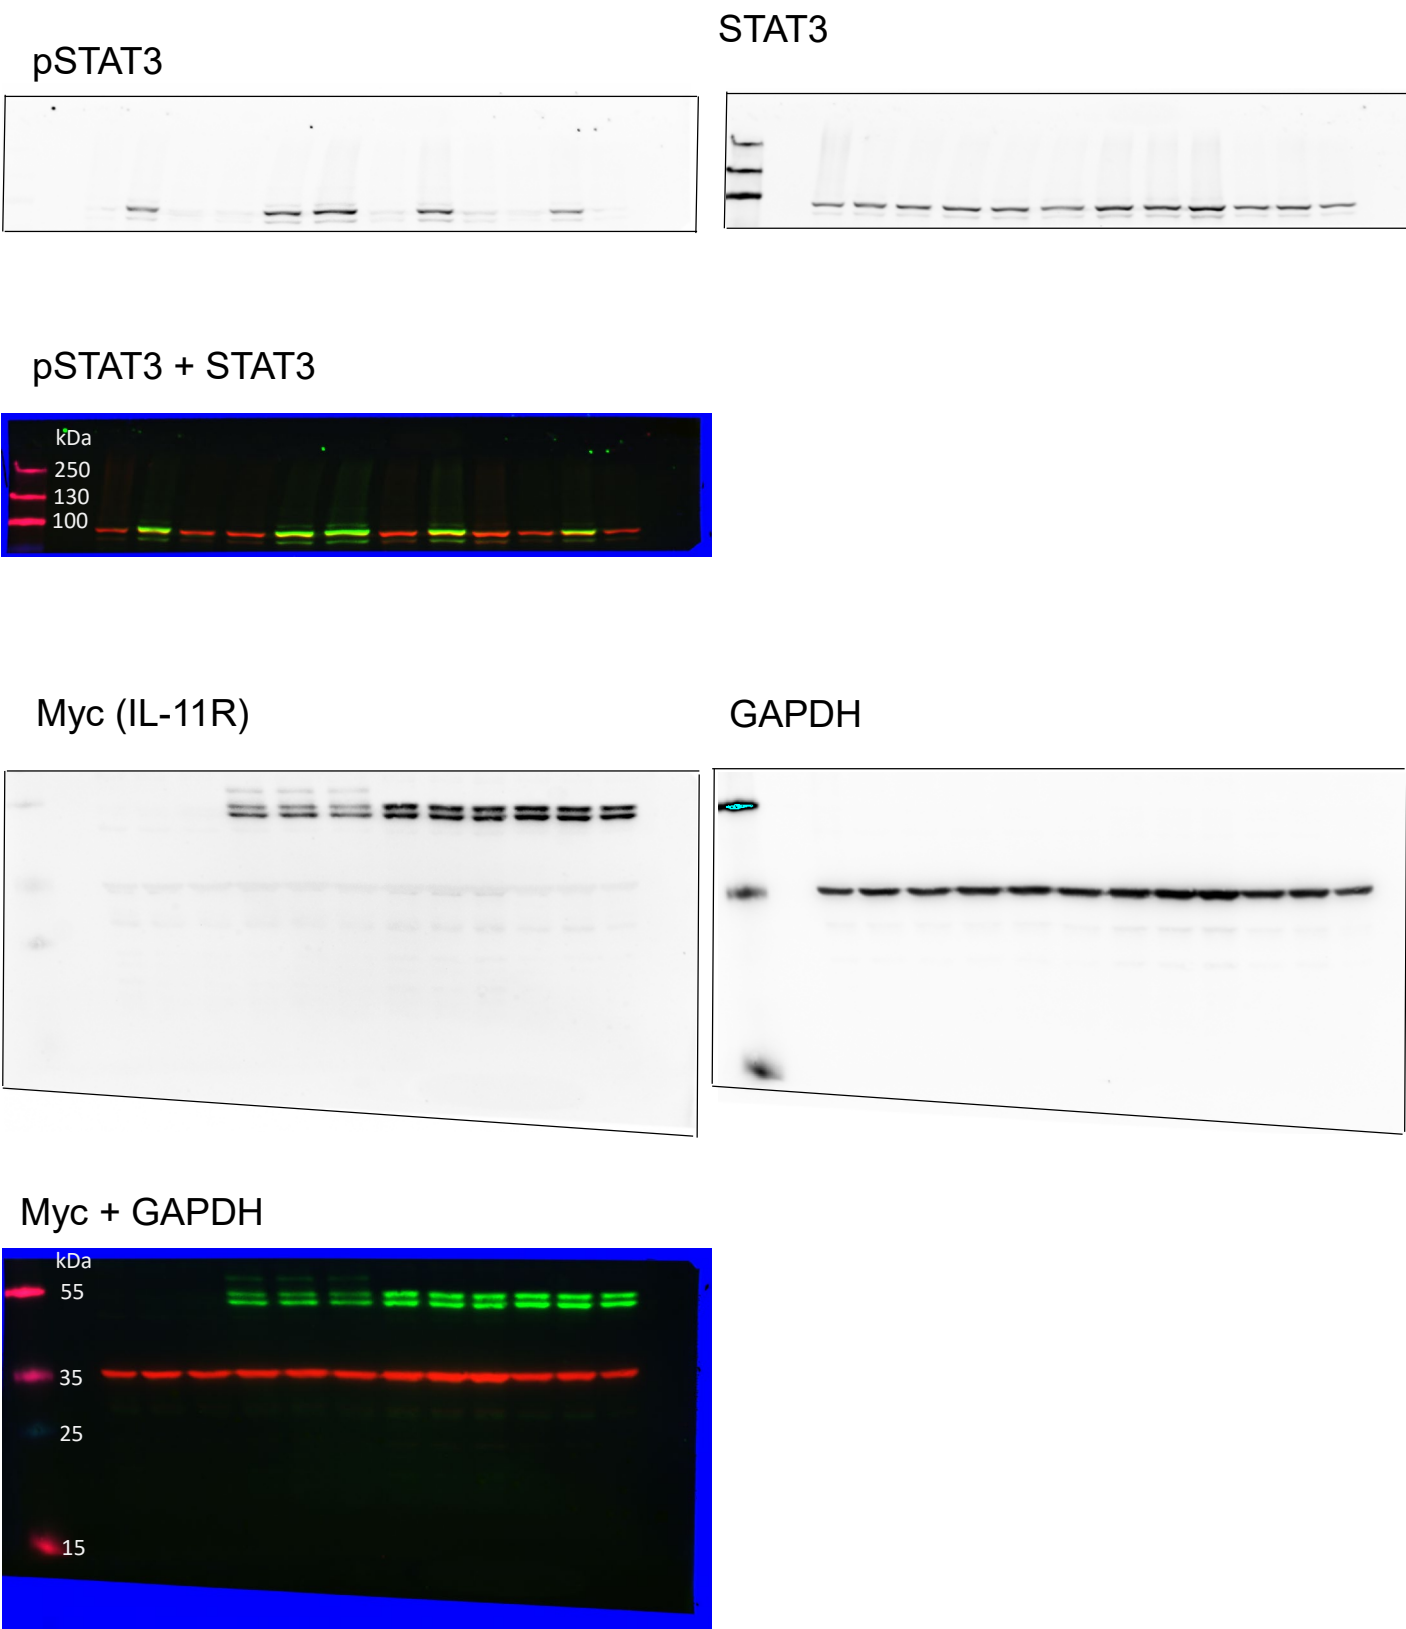 pSTAT3
STAT3
pSTAT3 + STAT3
kDa
250
130
100
Myc (IL-11R)
GAPDH
Myc + GAPDH
kDa
55
35
25
15